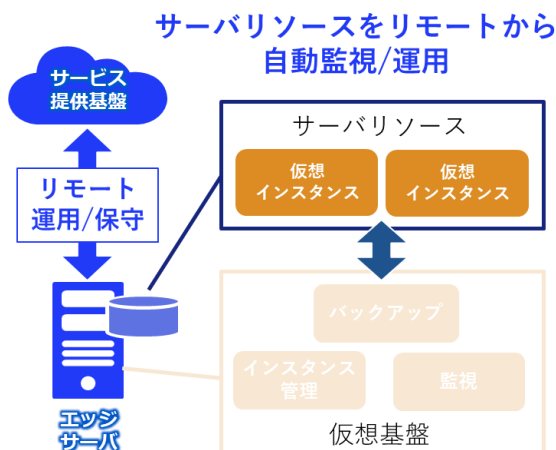 サーバリソースをリモートから
自動監視/運用
サービス
提供基盤
リモート
運用/保守
エッジ
サーバ
サーバリソース
仮想
インスタンス
仮想
インスタンス
バックアップ
インスタンス
管理
監視
仮想基盤